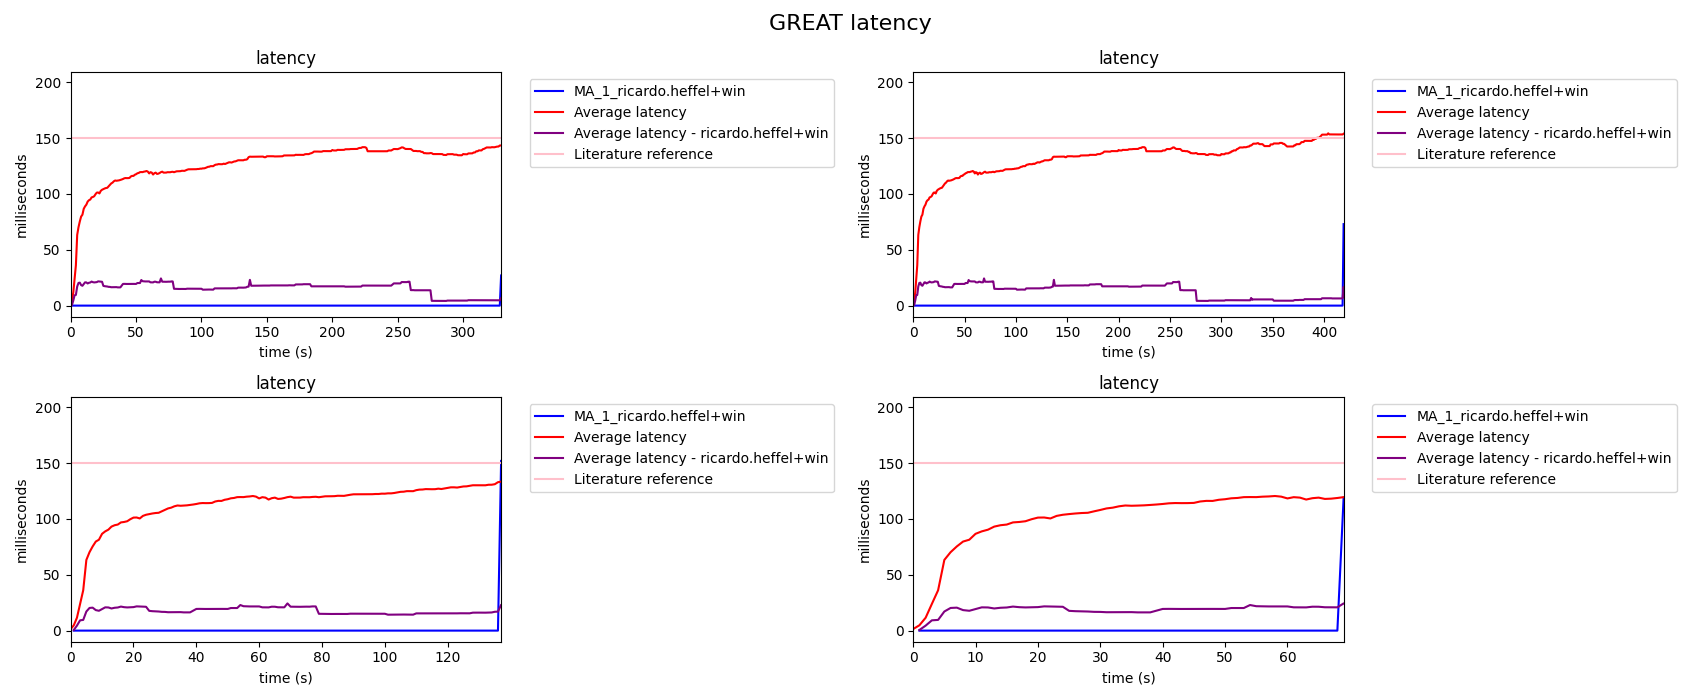 GREAT latency
latency
milliseconds
200
150
100
50
0
0 50 100 150 200 250 300
time (s)
MA_1_ricardo.heffel+win
Average latency
Average latency - ricardo.heffel+win
Literature reference
latency
milliseconds
200
150
100
50
0
0 50 100 150 200 250 300 350 400
time (s)
MA_1_ricardo.heffel+win
Average latency
Average latency - ricardo.heffel+win
Literature reference
latency
milliseconds
200
150
100
50
0
0 20 40 60 80 100 120
time (s)
MA_1_ricardo.heffel+win
Average latency
Average latency - ricardo.heffel+win
Literature reference
latency
milliseconds
200
150
100
50
0
0 10 20 30 40 50 60
time (s)
MA_1_ricardo.heffel+win
Average latency
Average latency - ricardo.heffel+win
Literature reference